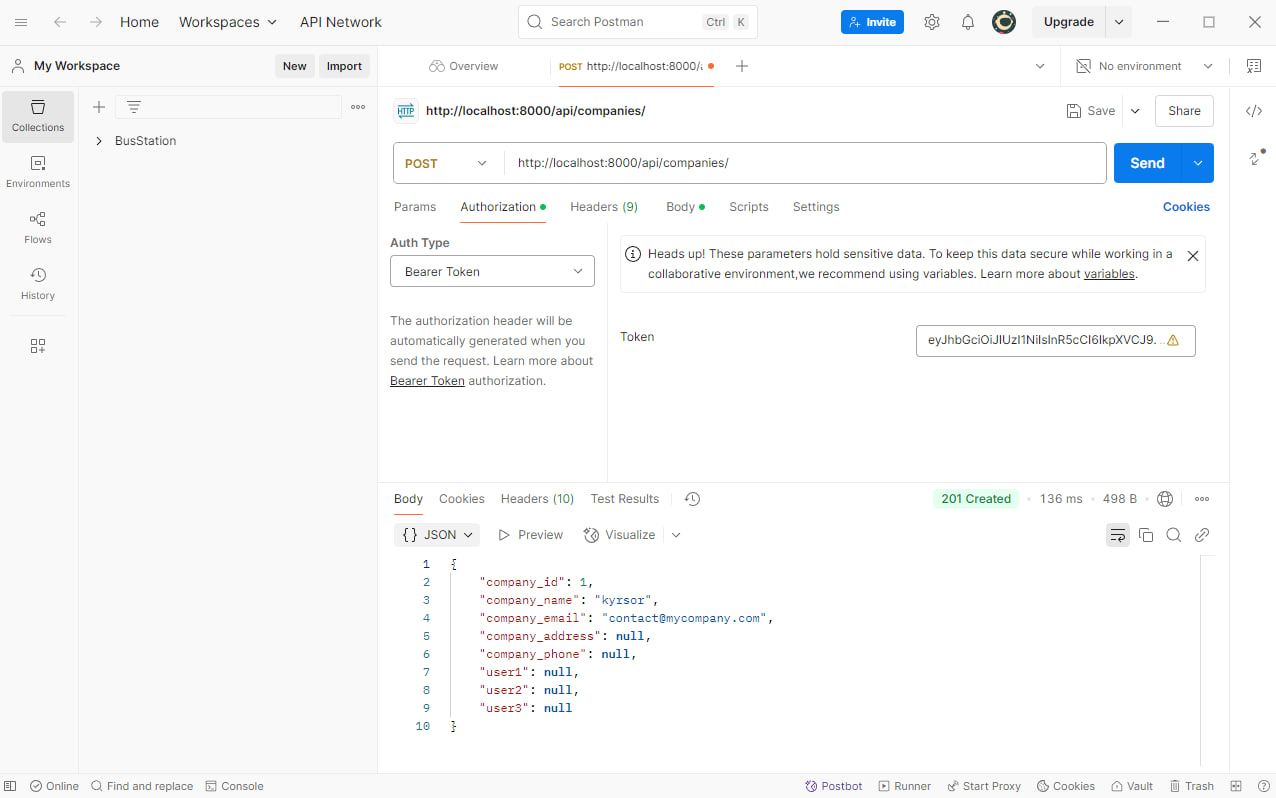 Home Workspaces API Network Search Postman Ctrl K Invite Upgrade
My Workspace New Import Overview POST http://localhost:8000/a No environment
Collections
Environments
Flows
History
BusStation
HTTP http://localhost:8000/api/companies/ Save Share
POST http://localhost:8000/api/companies/ Send
Params Authorization Headers (9) Body Scripts Settings Cookies
Auth Type
Bearer Token
The authorization header will be
automatically generated when you
send the request. Learn more about
Bearer Token authorization.
Heads up! These parameters hold sensitive data. To keep this data secure while working in a
collaborative environment,we recommend using variables. Learn more about variables.
Token
Body Cookies Headers (10) Test Results 201 Created 136 ms 498 B
{} JSON Preview Visualize
1 {
2 "company_id": 1,
3 "company_name": "kyrsor",
4 "company_email": "contact@mycompany.com",
5 "company_address": null,
6 "company_phone": null,
7 "user1": null,
8 "user2": null,
9 "user3": null
10 }
Online Find and replace Console Postbot Runner Start Proxy Cookies Vault Trash